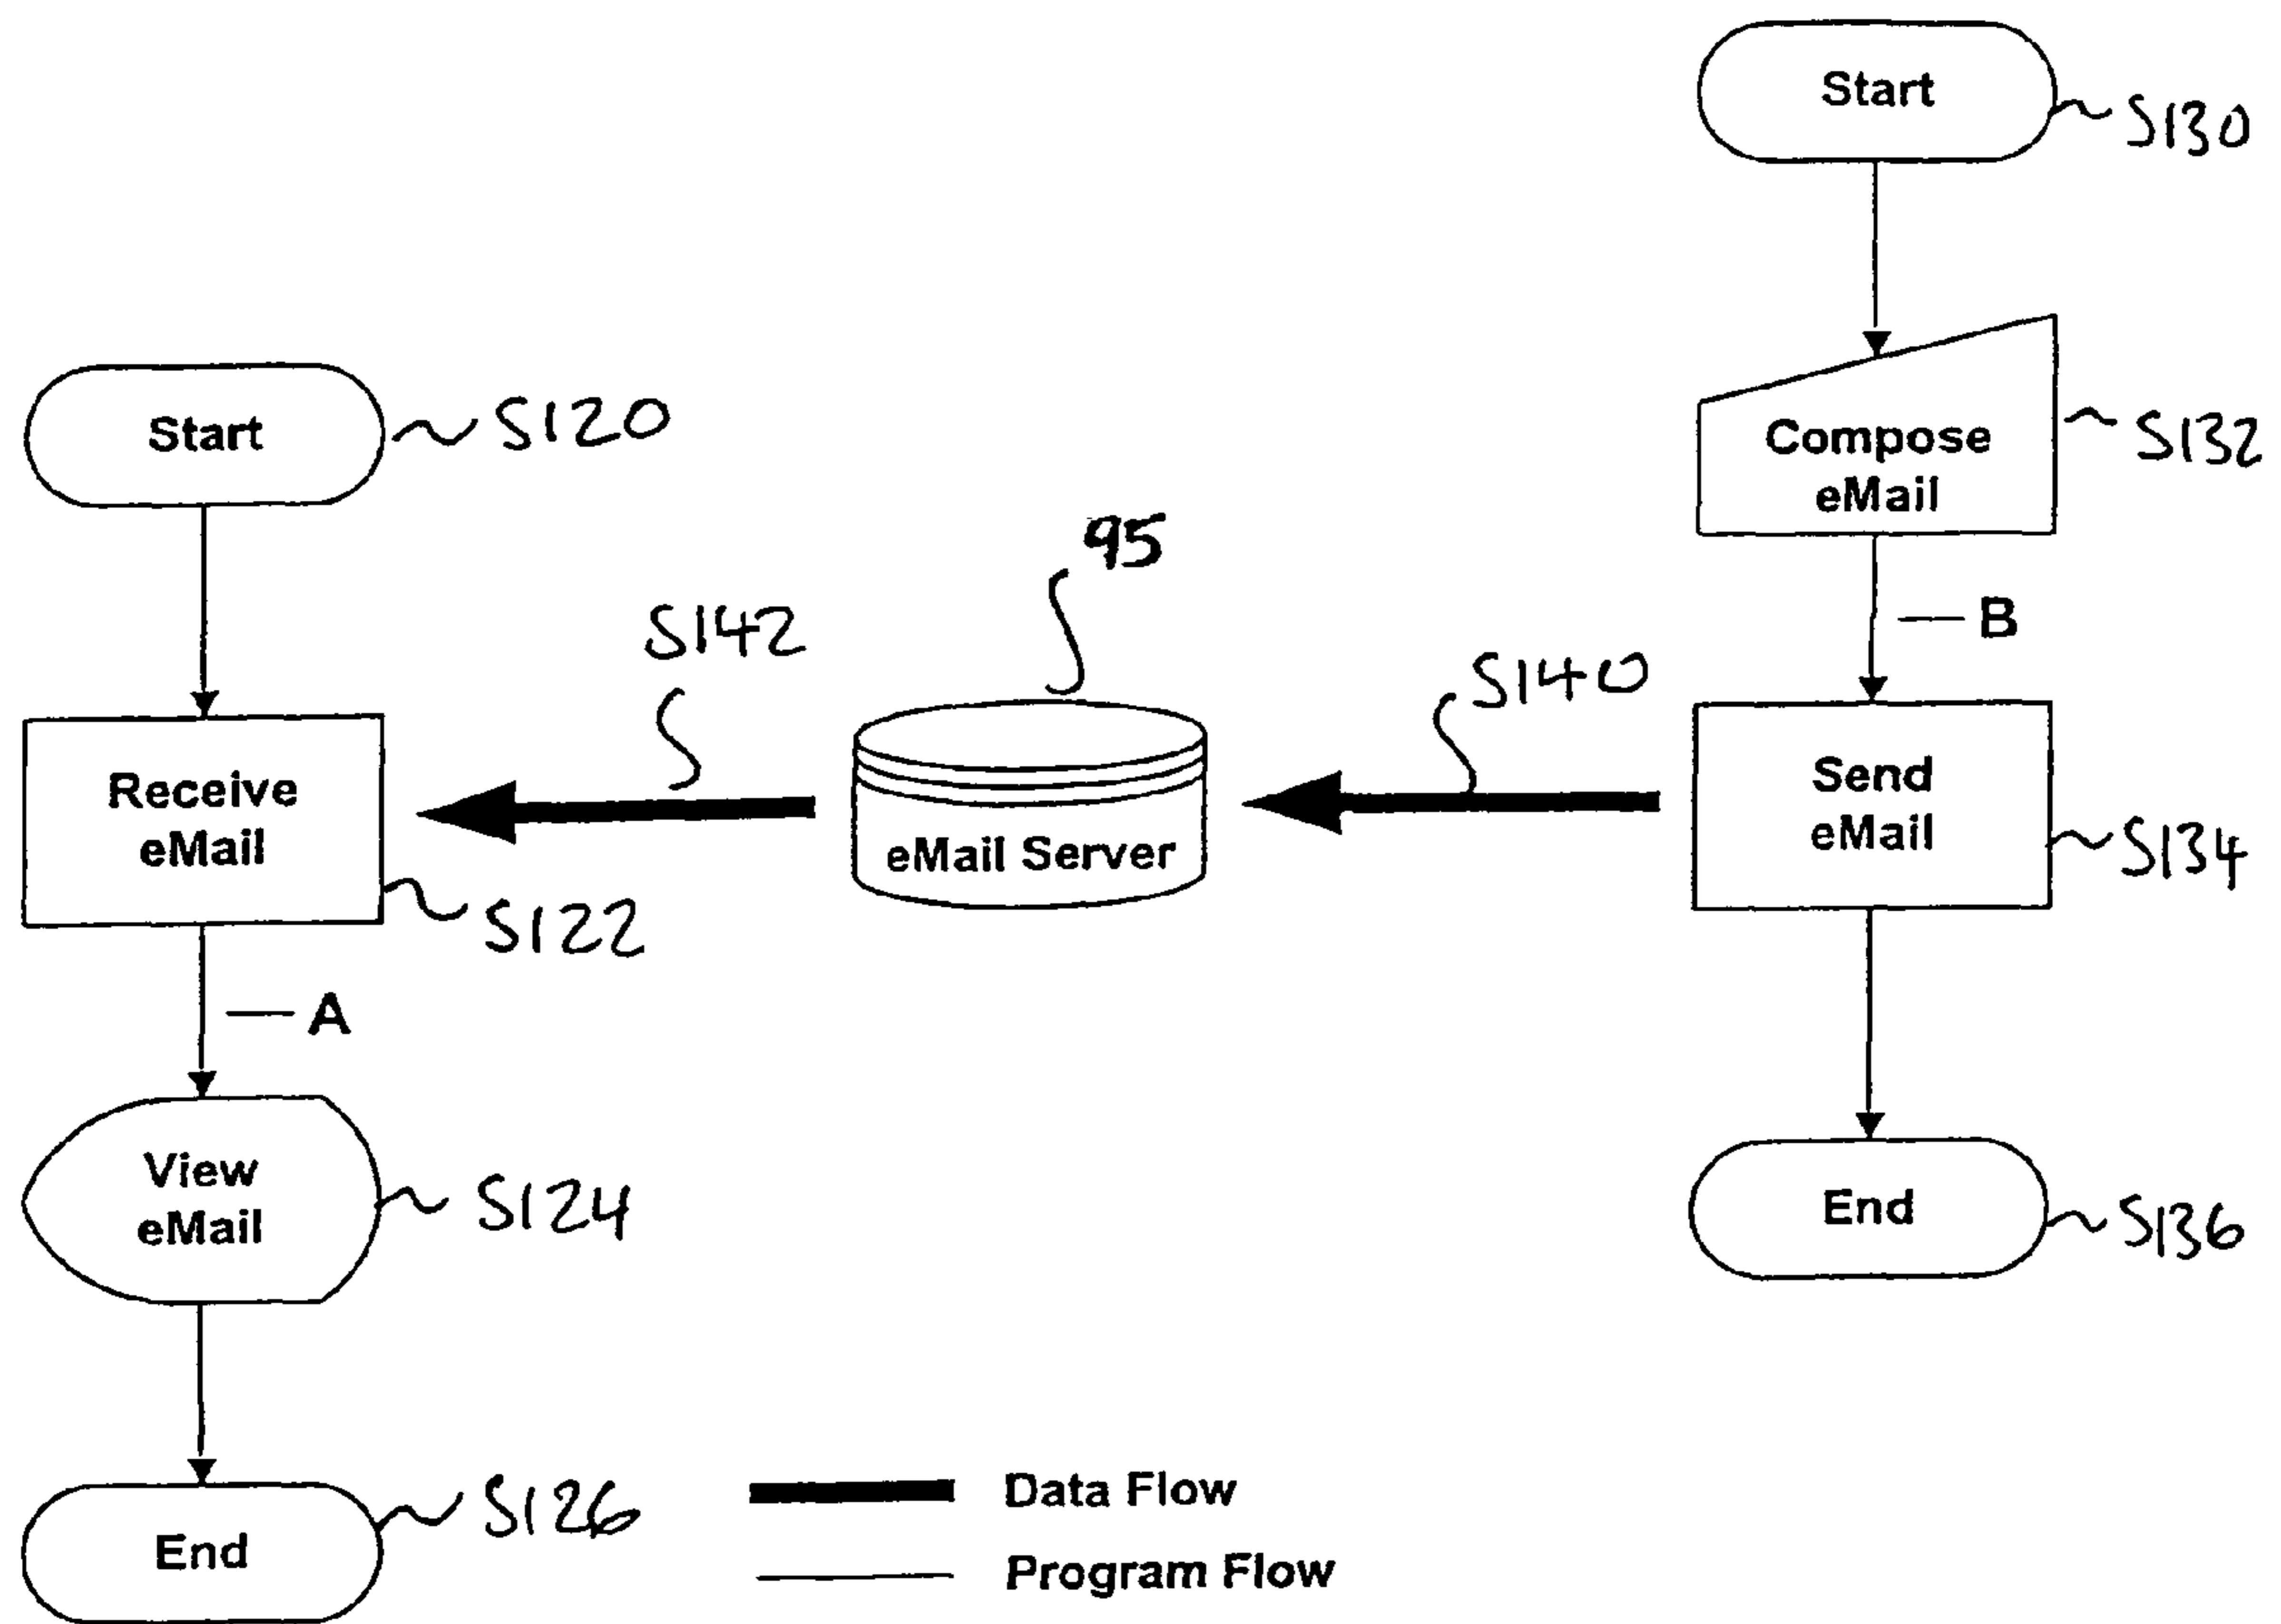 Start
S130
Compose
eMail
S132
B
Send
eMail
S134
End
S136
Start
S120
S142
95
S140
Receive
eMail
S122
eMail Server
A
View
eMail
S124
End
S126
Data Flow
Program Flow